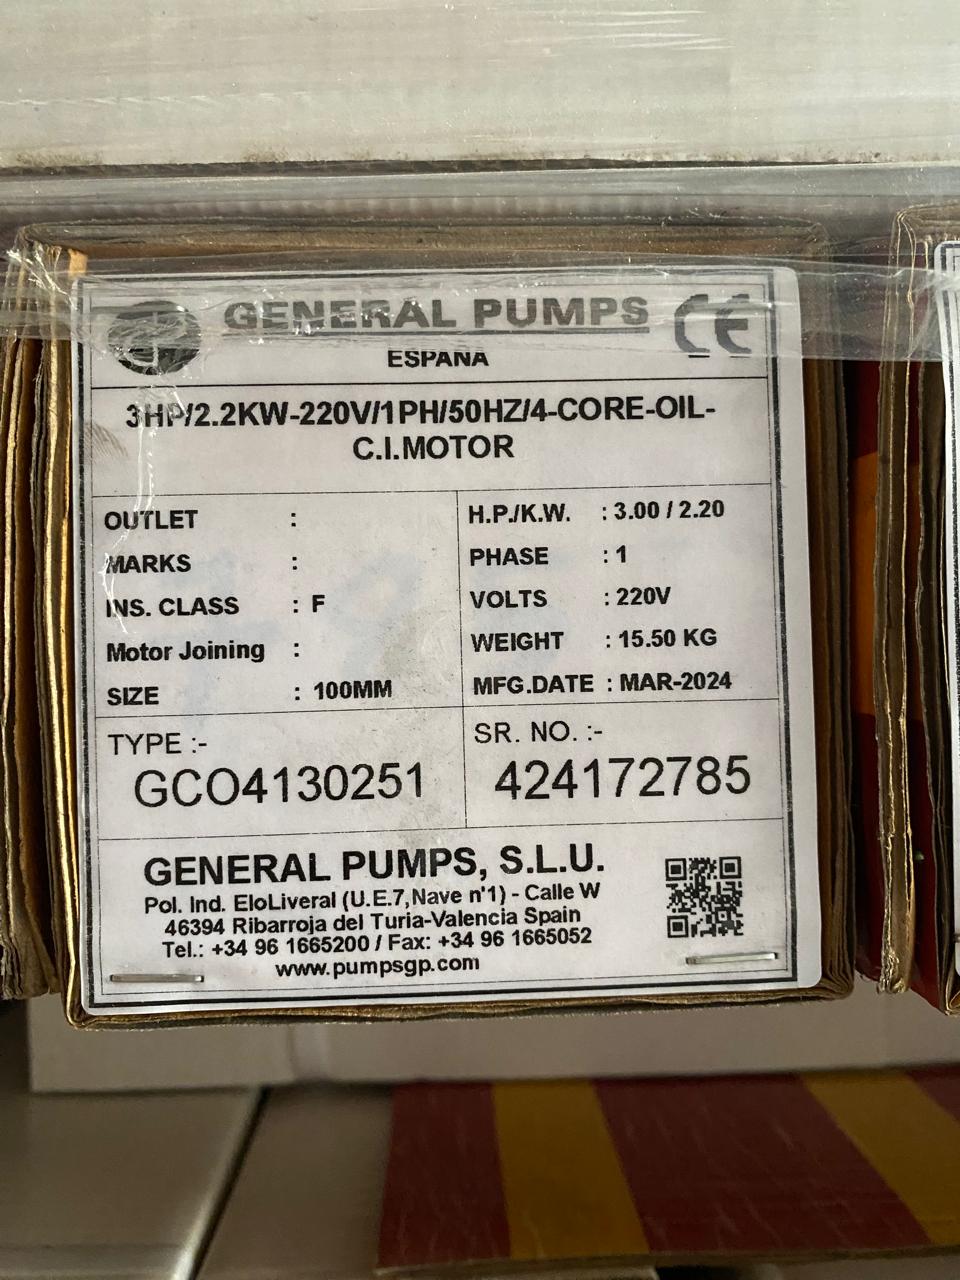 GENERAL PUMPS
CE
ESPAÑA
3HP/2.2KW-220V/1PH/50HZ/4-CORE-OIL-
C.I.MOTOR
OUTLET :
MARKS :
INS. CLASS : F
Motor Joining :
SIZE : 100MM
H.P./K.W. : 3.00 / 2.20
PHASE : 1
VOLTS : 220V
WEIGHT : 15.50 KG
MFG.DATE : MAR-2024
TYPE :-
GCO4130251
SR. NO. :-
424172785
GENERAL PUMPS, S.L.U.
Pol. Ind. EloLiveral (U.E.7,Nave n'1) - Calle W
46394 Ribarroja del Turia-Valencia Spain
Tel.: +34 96 1665200 / Fax: +34 96 1665052
www.pumpsgp.com